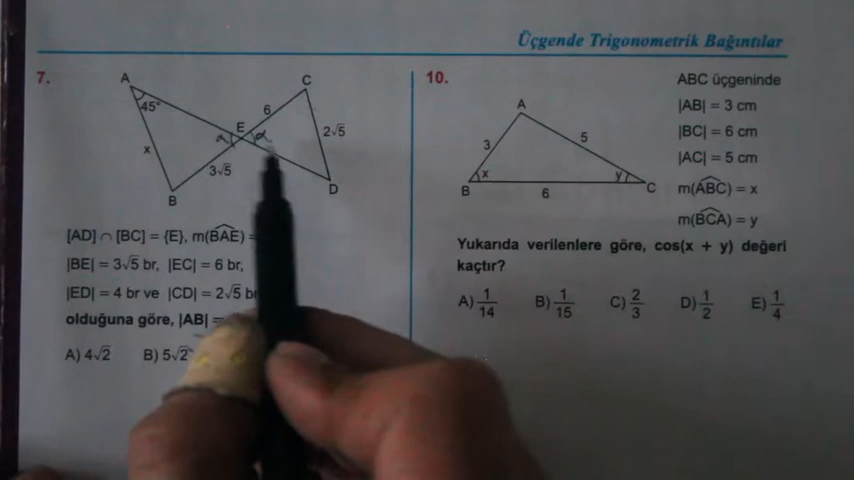 Üçgende Trigonometrik Bağıntılar
7.
A
C
45°
6
E
α
α
2√5
x
3√5
B
D
[AD] ∩ [BC] = {E}, m(BAE) =
|BE| = 3√5 br, |EC| = 6 br,
|ED| = 4 br ve |CD| = 2√5 br
olduğuna göre, |AB| =
A) 4√2 B) 5√2
10.
A
3
5
x
y
B
6
C
ABC üçgeninde
|AB| = 3 cm
|BC| = 6 cm
|AC| = 5 cm
m(ABC) = x
m(BCA) = y
Yukarıda verilenlere göre, cos(x + y) değeri
kaçtır?
A) 1/14 B) 1/15 C) 2/3 D) 1/2 E) 1/4